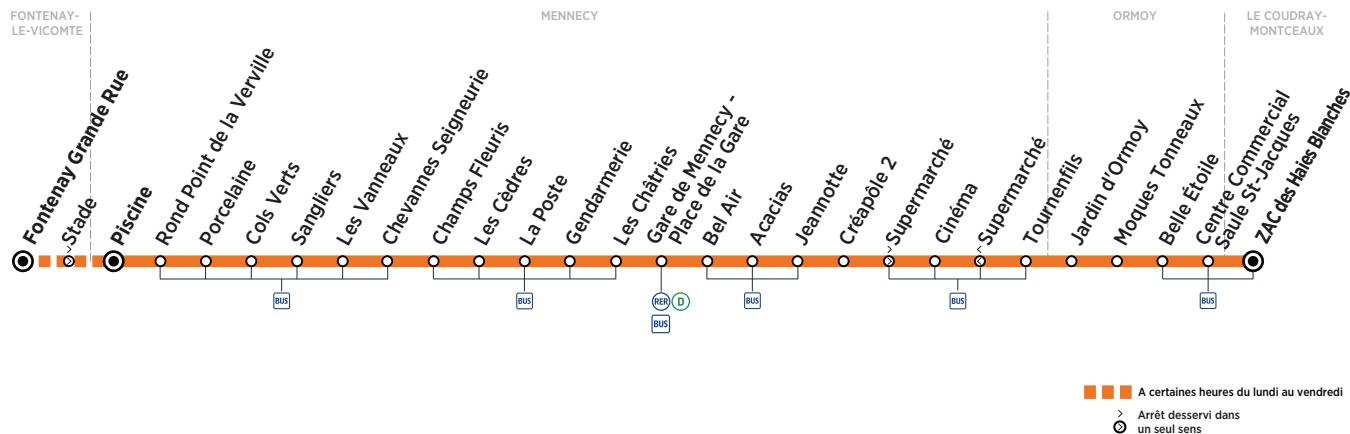 FONTENAY-
LE-VICOMTE
MENNECY
ORMOY
LE COUDRAY-
MONTCEAUX
Fontenay Grande Rue
Stade
Piscine
Rond Point de la Verville
Porcelaine
Cols Verts
Sangliers
Les Vanneaux
Chevannes Seigneurie
Champs Fleuris
Les Cèdres
La Poste
Gendarmerie
Les Châtries
Gare de Mennecy -
Place de la Gare
Bel Air
Acacias
Jeannotte
Créapôle 2
Supermarché
Cinéma
Supermarché
Tournenfils
Jardin d'Ormoy
Moques Tonneaux
Belle Étoile
Centre Commercial
Saule St-Jacques
ZAC des Haies Blanches
BUS
BUS
RER D
BUS
BUS
BUS
BUS
A certaines heures du lundi au vendredi
Arrêt desservi dans
un seul sens